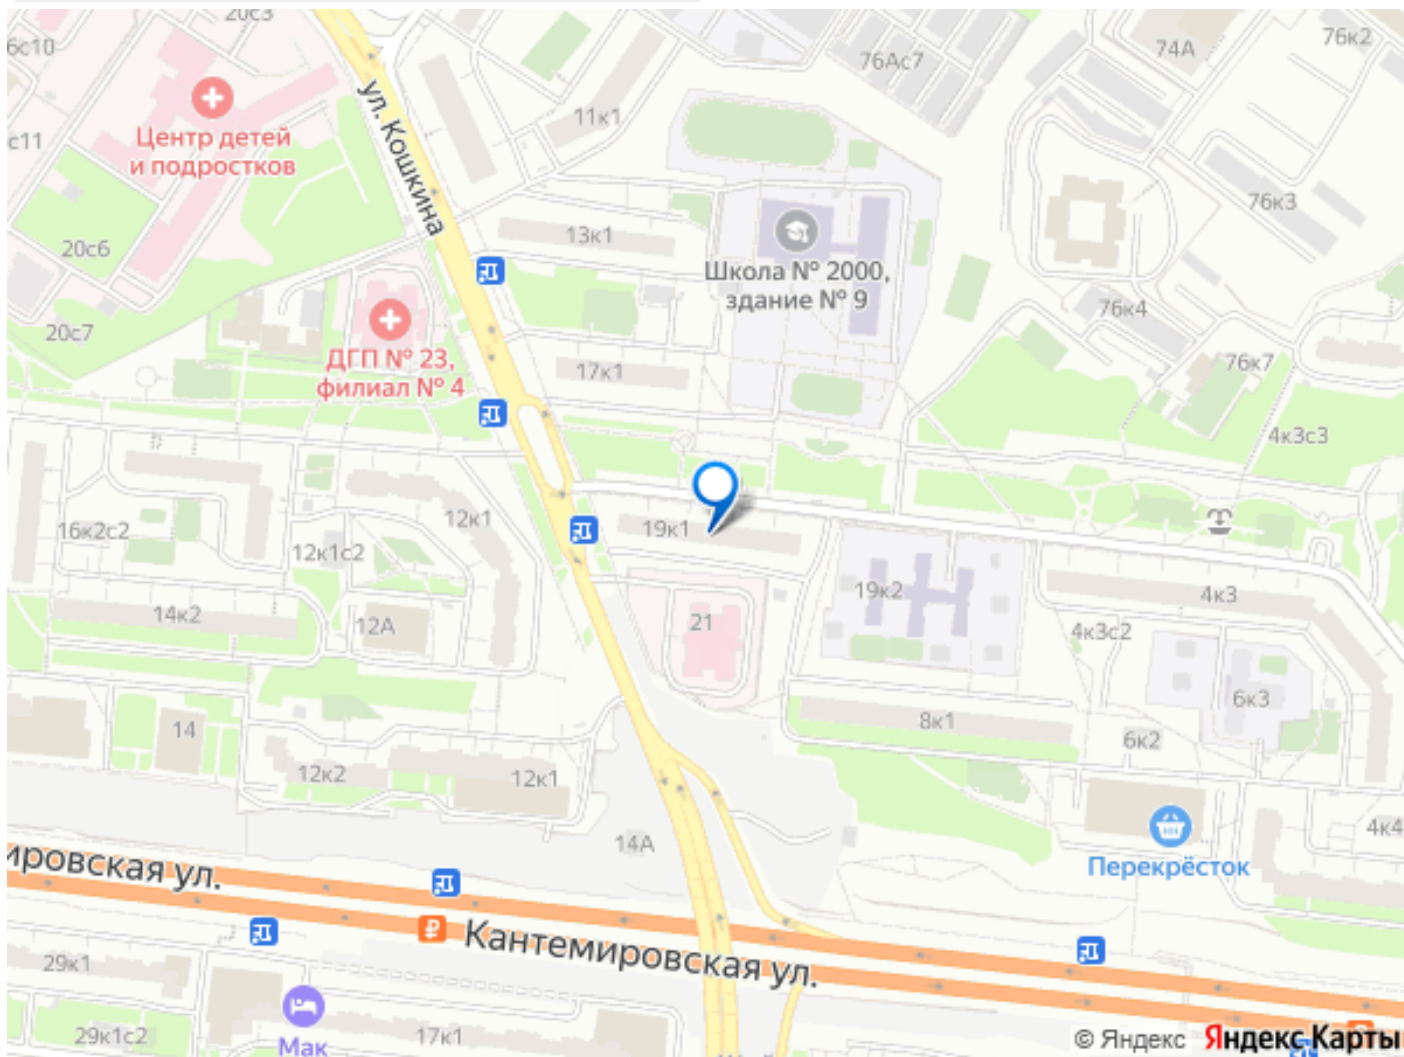 20с3
76к2
6с10
74А
76Ас7
ул. Кошкина
11к1
Центр детей
и подростков
с11
76к3
13к1
20с6
Школа № 2000,
здание № 9
76к4
20с7
ДГП № 23,
филиал № 4
17к1
76к7
4к3с3
12к1
19к1
16к2с2
12к1с2
19к2
4к3
14к2
12А
21
4к3с2
6к3
8к1
14
6к2
12к2
12к1
4к4
14А
Перекрёсток
ировская ул.
Кантемировская ул.
29к1
29к1с2
17к1
Мак
© Яндекс Яндекс Карты